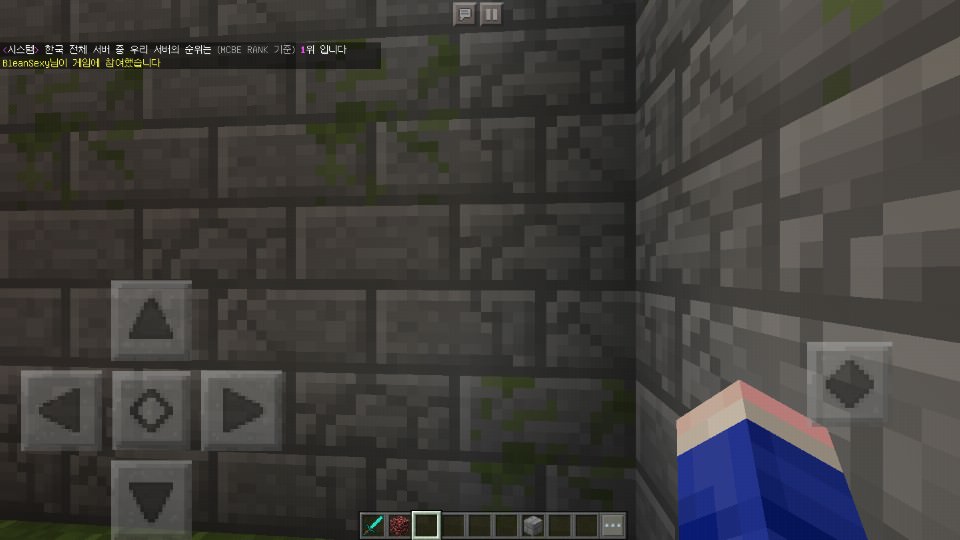 <시스템> 한국 전체 서버 중 우리 서버의 순위는 (MCBE RANK 기준) 1위 입니다
BleanSexy님이 게임에 참여했습니다